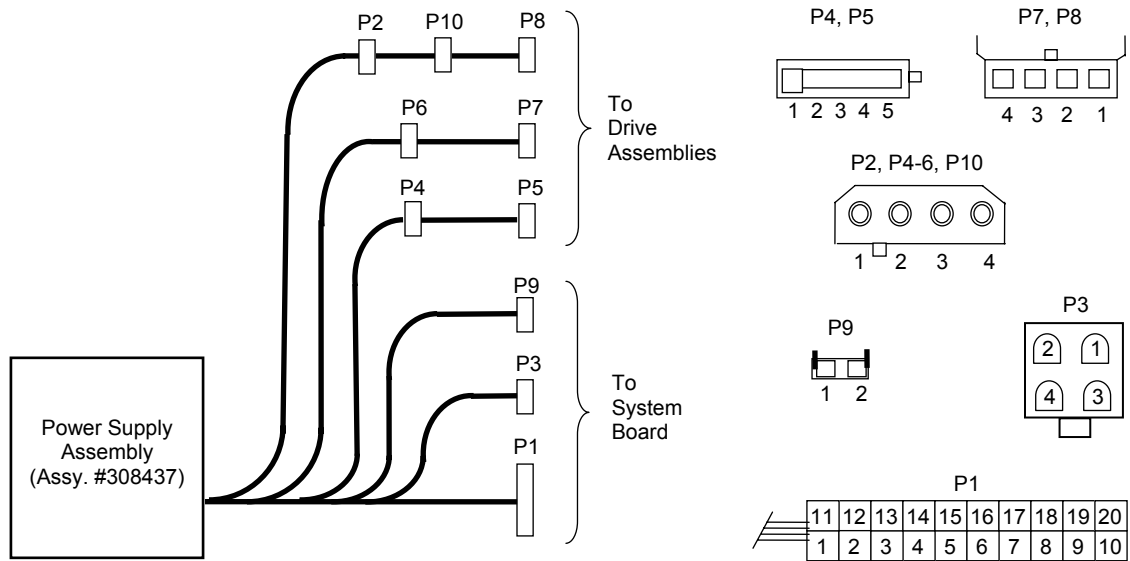 P2 P10 P8
P6 P7
P4 P5
To
Drive
Assemblies
P9
P3
P1
To
System
Board
Power Supply
Assembly
(Assy. #308437)
P4, P5
1 2 3 4 5
P7, P8
4 3 2 1
P2, P4-6, P10
1 2 3 4
P9
1 2
P3
2 1
4 3
P1
11 12 13 14 15 16 17 18 19 20
1 2 3 4 5 6 7 8 9 10